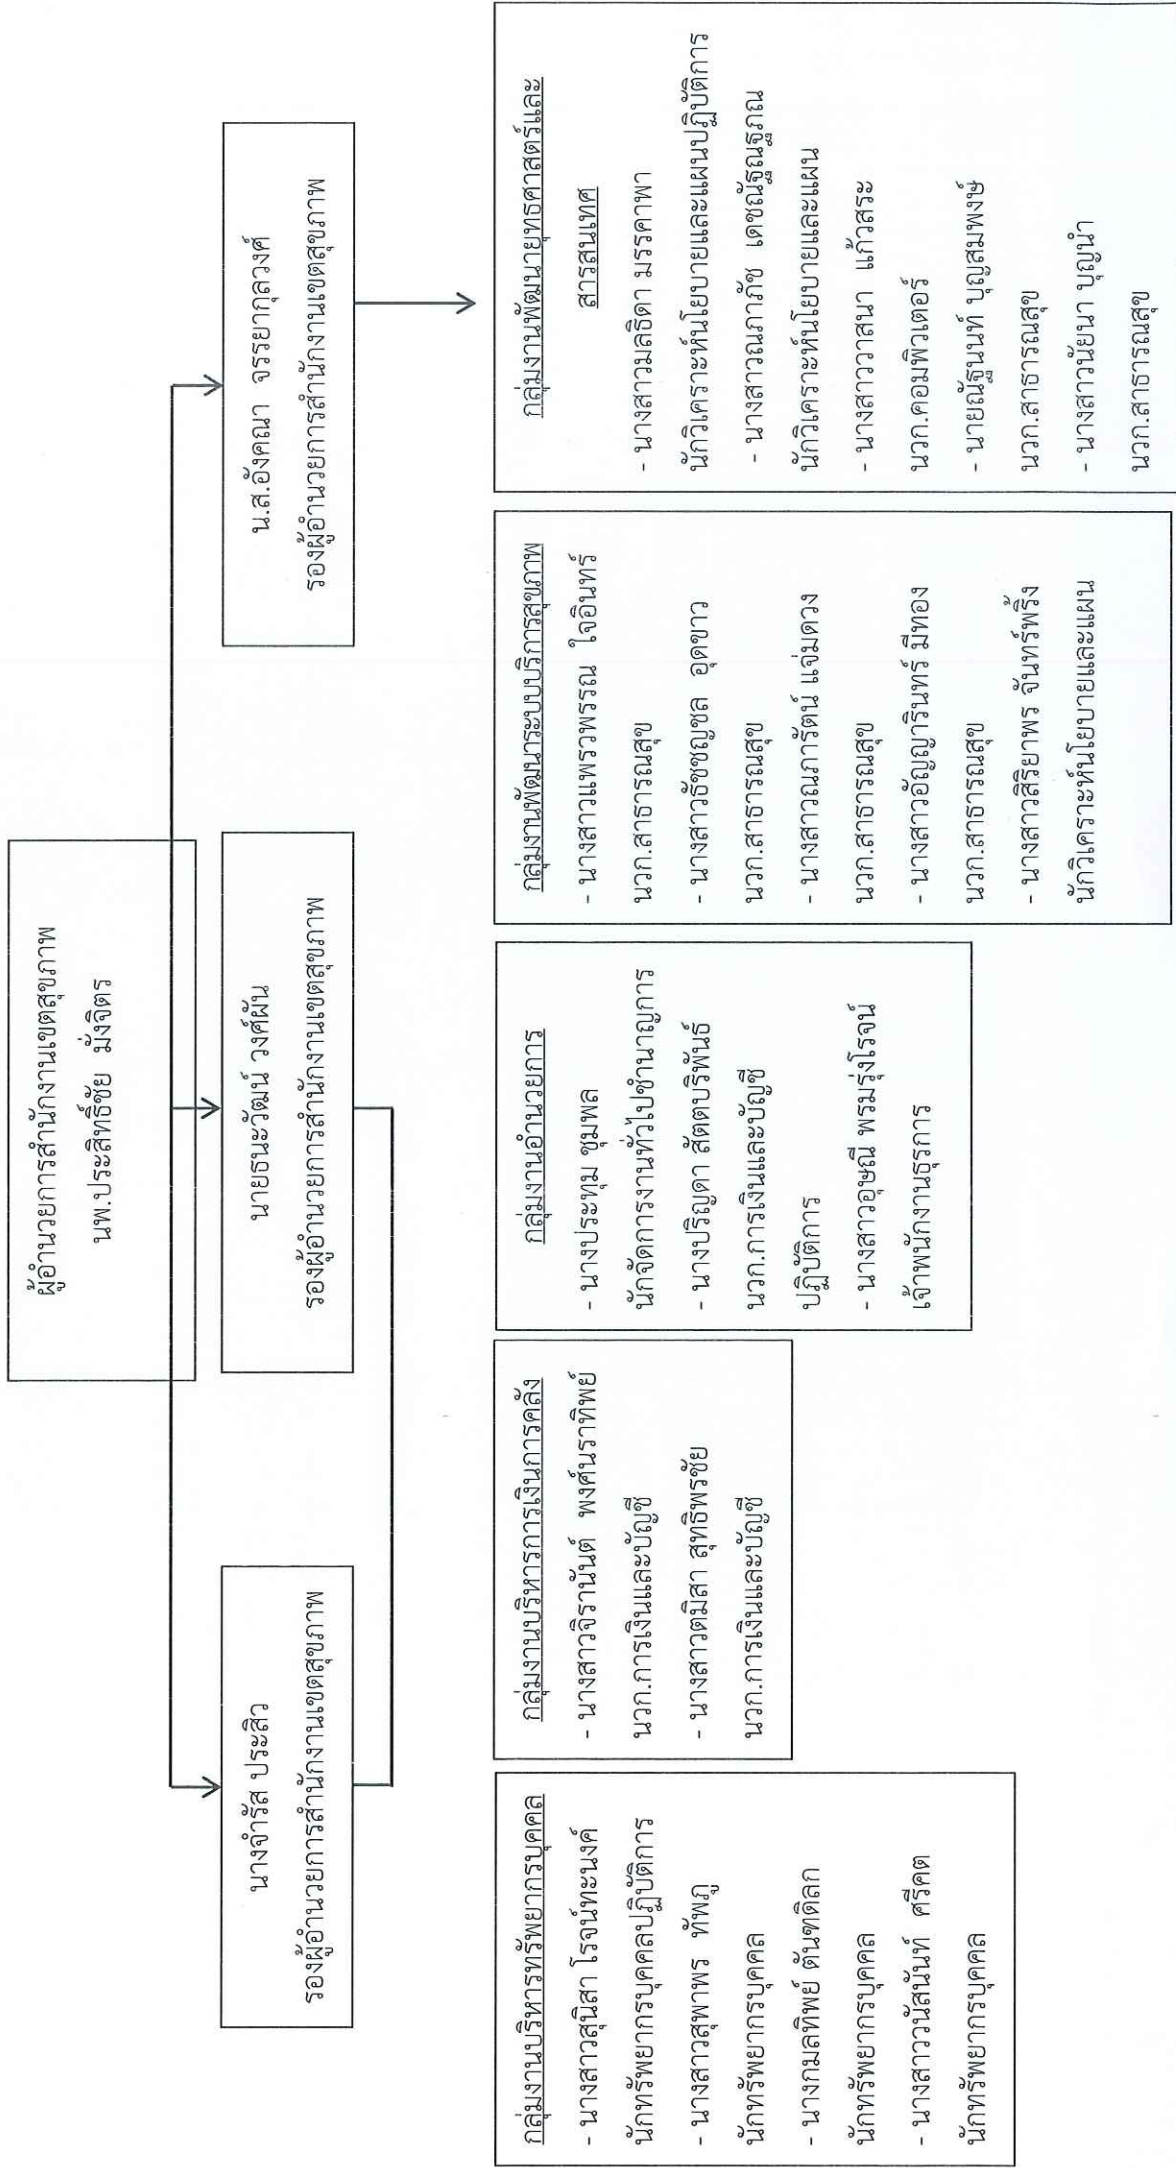 ผู้อำนวยการสำนักงานเขตสุขภาพ
นพ.ประสิทธิ์ชัย มั่งจิตร
นางจำรัส ประสิว
รองผู้อำนวยการสำนักงานเขตสุขภาพ
นายธนะวัฒน์ วงศ์ผัน
รองผู้อำนวยการสำนักงานเขตสุขภาพ
น.ส.อังคณา จรรยากุลวงศ์
รองผู้อำนวยการสำนักงานเขตสุขภาพ
กลุ่มงานบริหารทรัพยากรบุคคล
- นางสาวสุนิสา โรจน์ทะนงค์
นักทรัพยากรบุคคลปฏิบัติการ
- นางสาวสุพาพร ทัพภู
นักทรัพยากรบุคคล
- นางกมลทิพย์ ตันฑดิลก
นักทรัพยากรบุคคล
- นางสาววนัสนันท์ ศรีคต
นักทรัพยากรบุคคล
กลุ่มงานบริหารการเงินการคลัง
- นางสาวจิรานันต์ พงศ์นราทิพย์
นวก.การเงินและบัญชี
- นางสาวตมิสา สุทธิพรชัย
นวก.การเงินและบัญชี
กลุ่มงานอำนวยการ
- นางประทุม ชุมพล
นักจัดการงานทั่วไปชำนาญการ
- นางปริญดา สัตตบริพันธ์
นวก.การเงินและบัญชี
ปฏิบัติการ
- นางสาวอุษณี พรมรุ่งโรจน์
เจ้าพนักงานธุรการ
กลุ่มงานพัฒนาระบบบริการสุขภาพ
- นางสาวแพรวพรรณ ใจอินทร์
นวก.สาธารณสุข
- นางสาวธัชชญชล อุดขาว
นวก.สาธารณสุข
- นางสาวณภารัตน์ แจ่มดวง
นวก.สาธารณสุข
- นางสาวอัญญารินทร์ มีทอง
นวก.สาธารณสุข
- นางสาวสิริยาพร จันทร์พริ้ง
นักวิเคราะห์นโยบายและแผน
กลุ่มงานพัฒนายุทธศาสตร์และ
สารสนเทศ
- นางสาวมลธิดา มรรคาพา
นักวิเคราะห์นโยบายและแผนปฏิบัติการ
- นางสาวณภาภัช เดชณัฐณฐภณ
นักวิเคราะห์นโยบายและแผน
- นางสาววาสนา แก้วสระ
นวก.คอมพิวเตอร์
- นายณัฐนนท์ บุญสมพงษ์
นวก.สาธารณสุข
- นางสาวนัยนา บุญนำ
นวก.สาธารณสุข